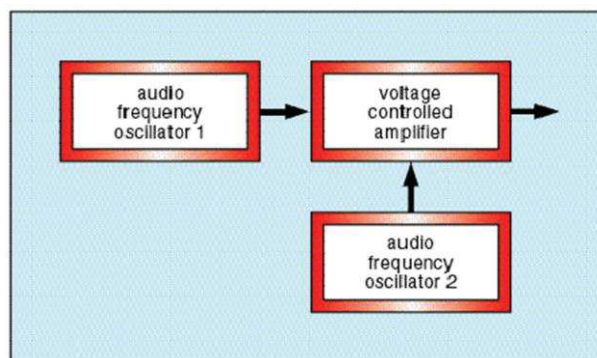 audio
frequency
oscillator 1
voltage
controlled
amplifier
audio
frequency
oscillator 2